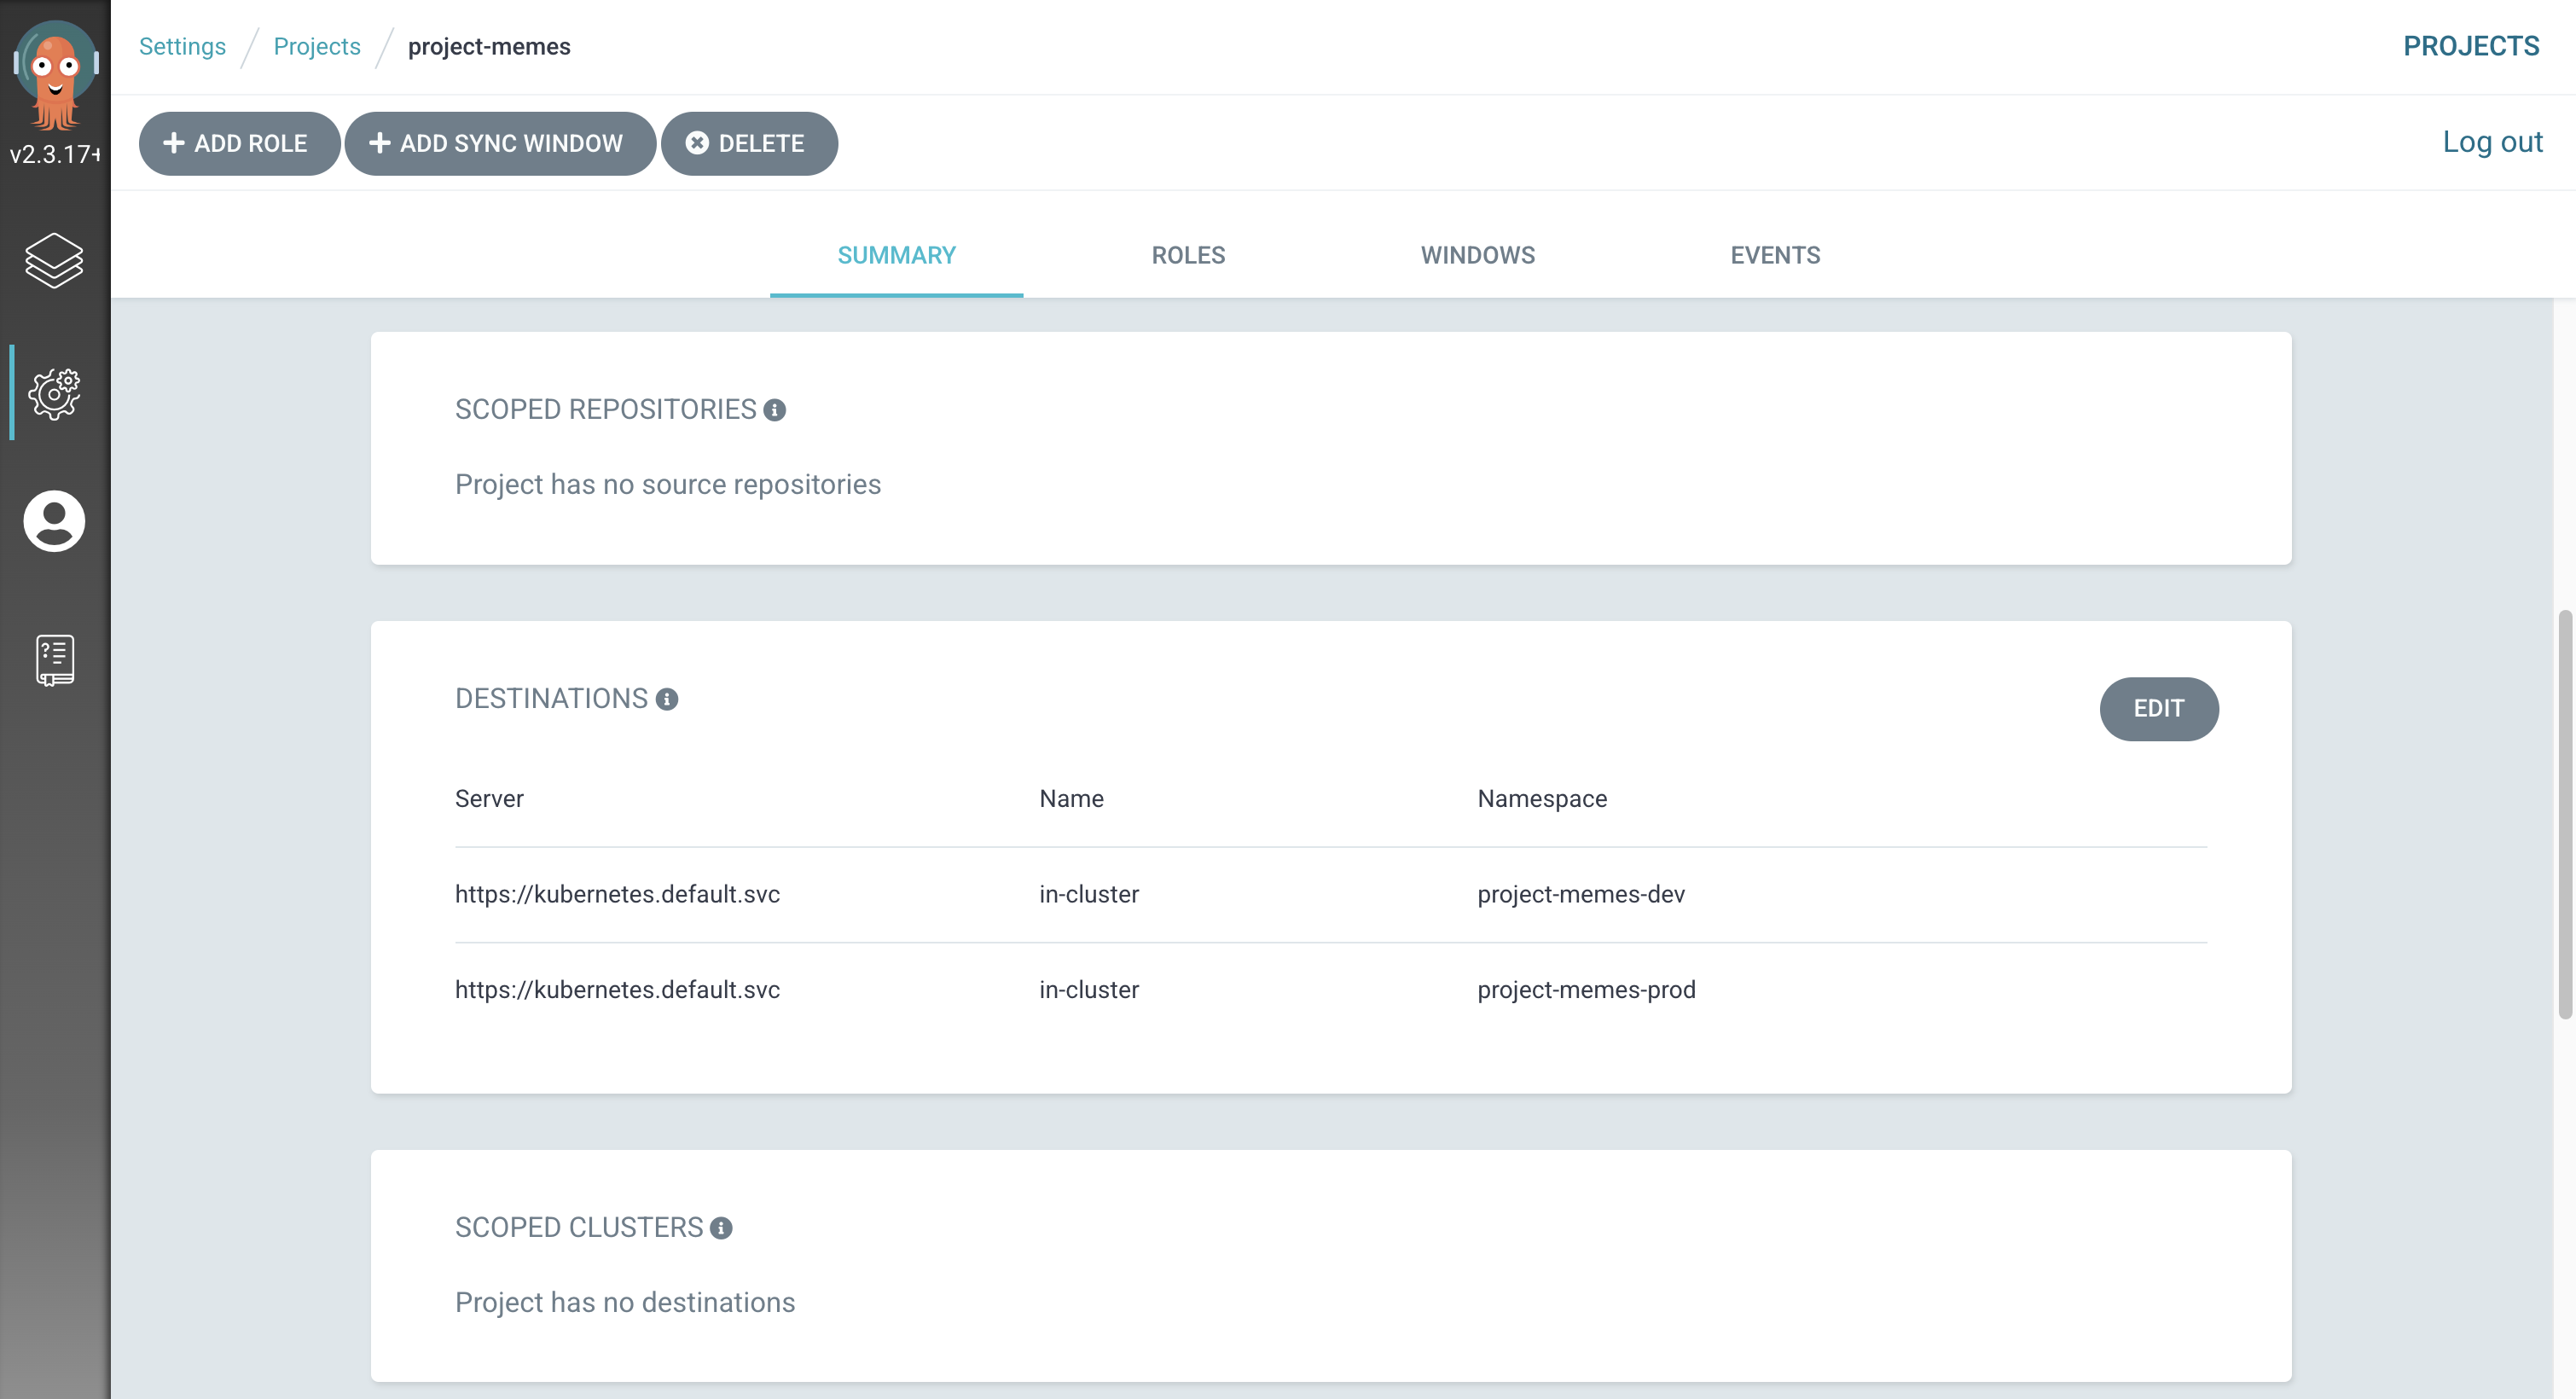 Settings / Projects / project-memes PROJECTS
v2.3.17+
ADD ROLE ADD SYNC WINDOW DELETE Log out
SUMMARY ROLES WINDOWS EVENTS
SCOPED REPOSITORIES
Project has no source repositories
DESTINATIONS EDIT
Server Name Namespace
https://kubernetes.default.svc in-cluster project-memes-dev
https://kubernetes.default.svc in-cluster project-memes-prod
SCOPED CLUSTERS
Project has no destinations